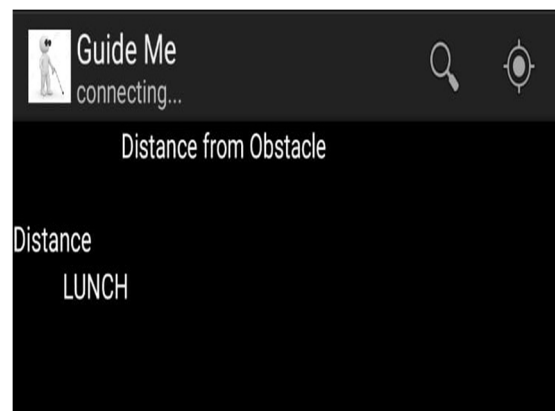 Guide Me
connecting...
Distance from Obstacle
Distance
LUNCH